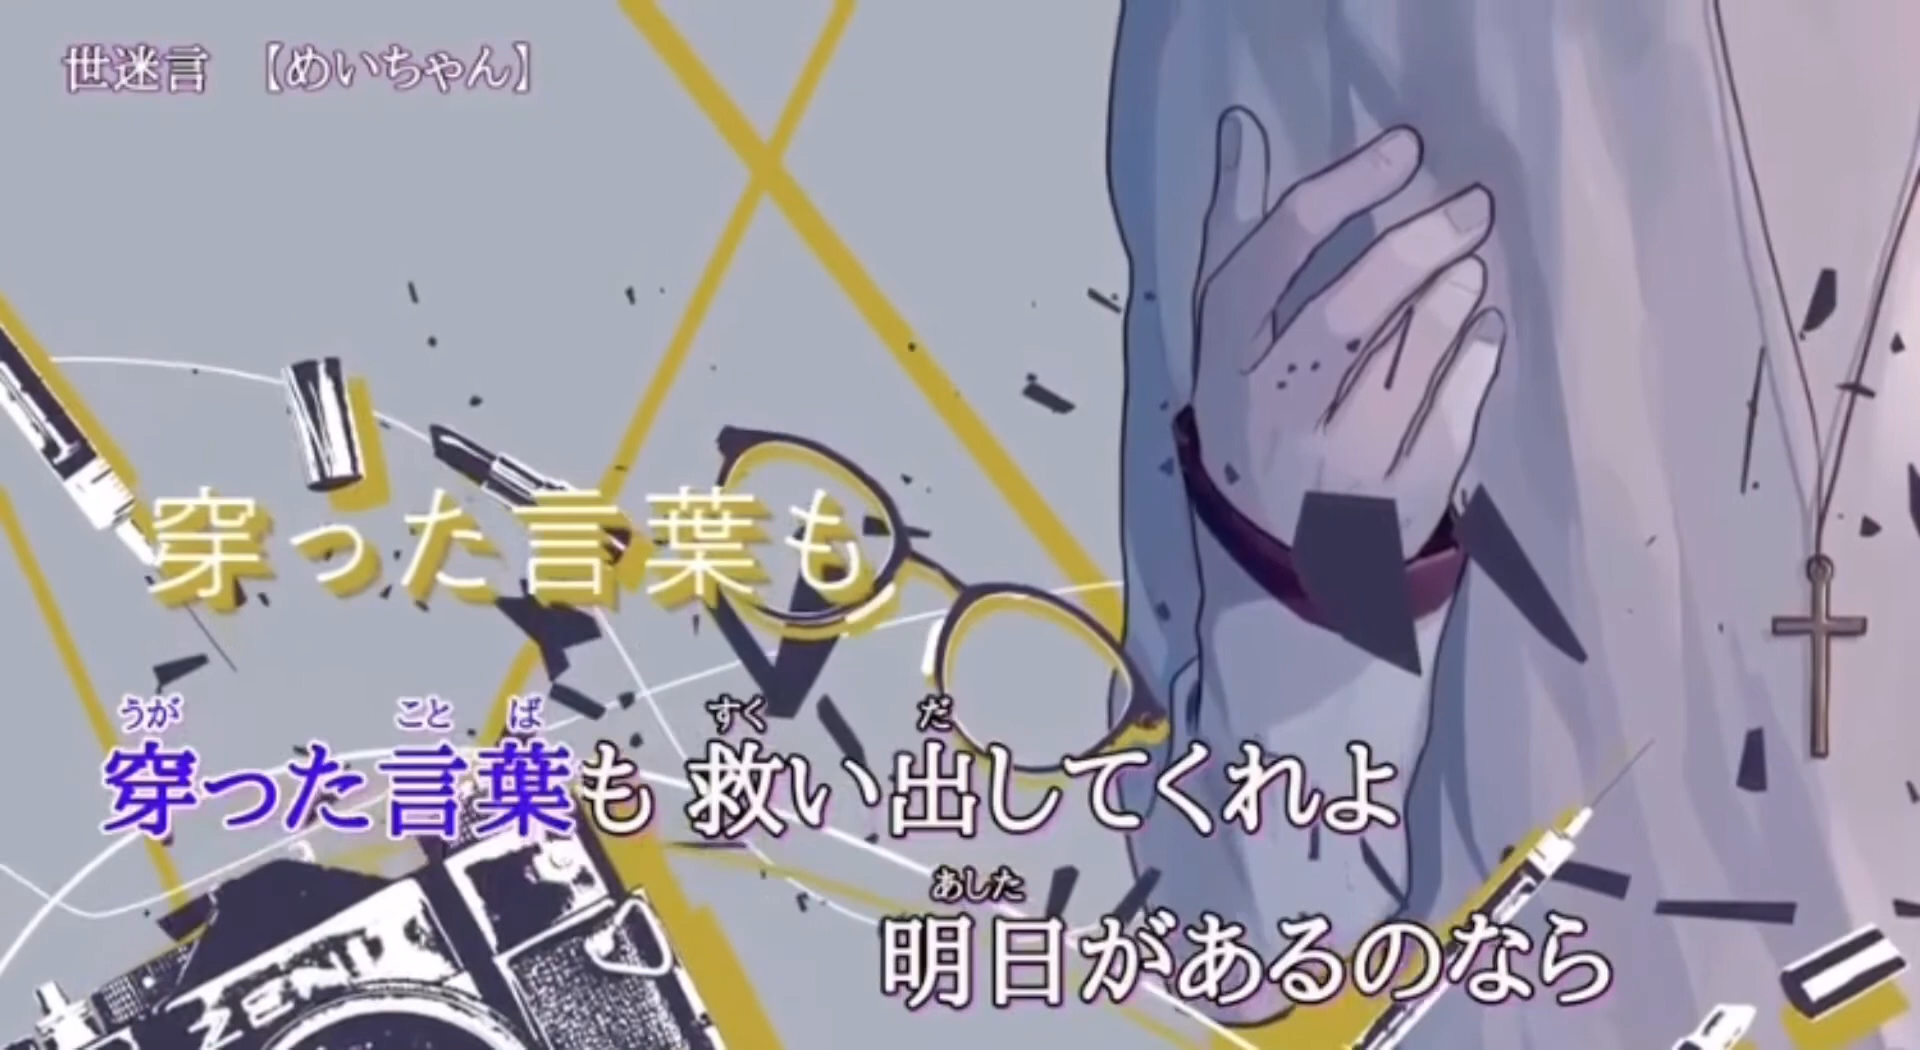 世迷言 【めいちゃん】
穿った言葉も
うが こと ば すく だ
穿った言葉も 救い出してくれよ
あした
明日があるのなら
ZENIT